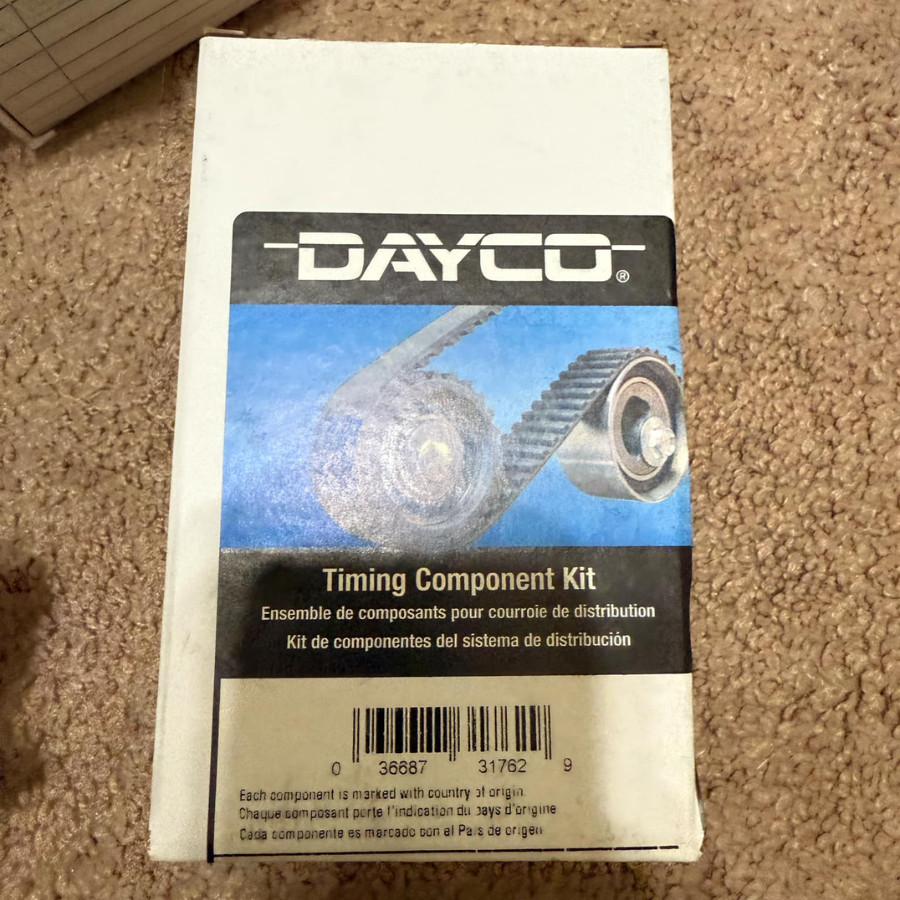 DAYCO®
Timing Component Kit
Ensemble de composants pour courroie de distribution
Kit de componentes del sistema de distribución
0 36687 31762 9
Each component is marked with country of origin.
Chaque composant porte l'indication du pays d'origine
Cada componente es marcado con el País de origen